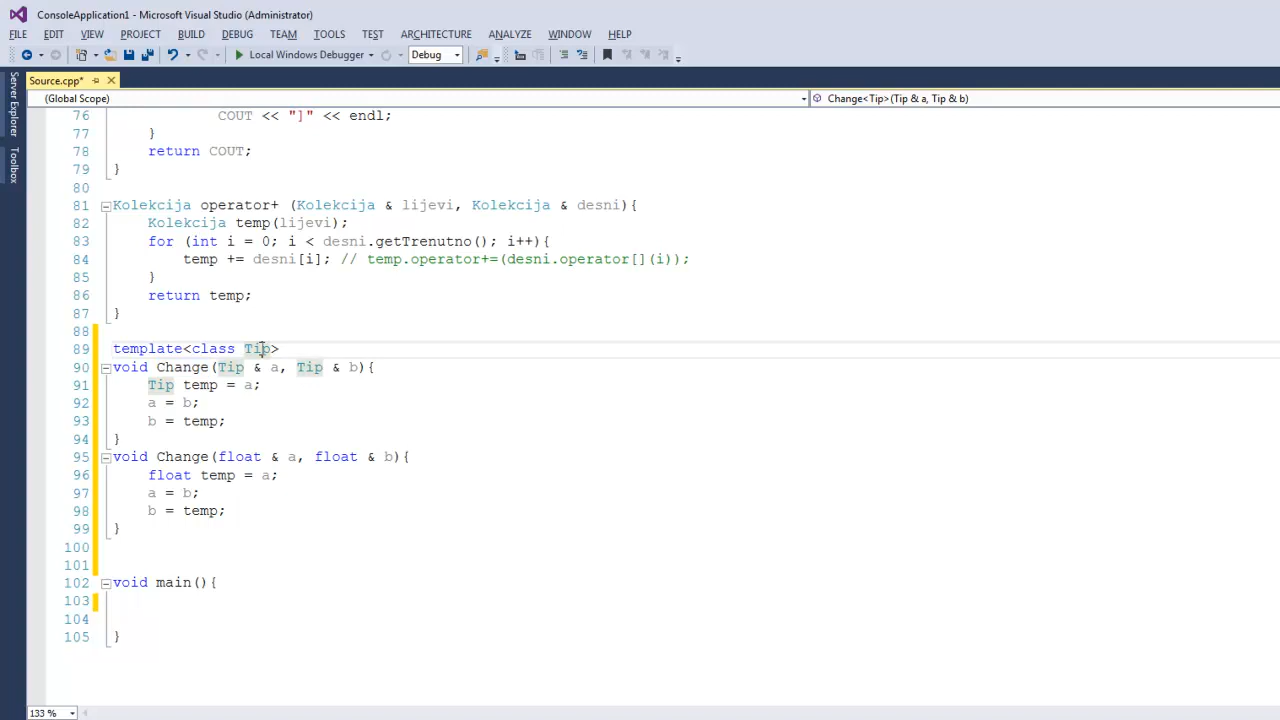 ConsoleApplication1 - Microsoft Visual Studio (Administrator)
FILE EDIT VIEW PROJECT BUILD DEBUG TEAM TOOLS TEST ARCHITECTURE ANALYZE WINDOW HELP
Local Windows Debugger Debug
Server Explorer
Toolbox
Source.cpp*
(Global Scope) Change<Tip>(Tip & a, Tip & b)
76 COUT << "]" << endl;
77 }
78 return COUT;
79 }
80
81 Kolekcija operator+ (Kolekcija & lijevi, Kolekcija & desni){
82 Kolekcija temp(lijevi);
83 for (int i = 0; i < desni.getTrenutno(); i++){
84 temp += desni[i]; // temp.operator+=(desni.operator[](i));
85 }
86 return temp;
87 }
88
89 template<class Tip>
90 void Change(Tip & a, Tip & b){
91 Tip temp = a;
92 a = b;
93 b = temp;
94 }
95 void Change(float & a, float & b){
96 float temp = a;
97 a = b;
98 b = temp;
99 }
100
101
102 void main(){
103
104
105 }
133 %